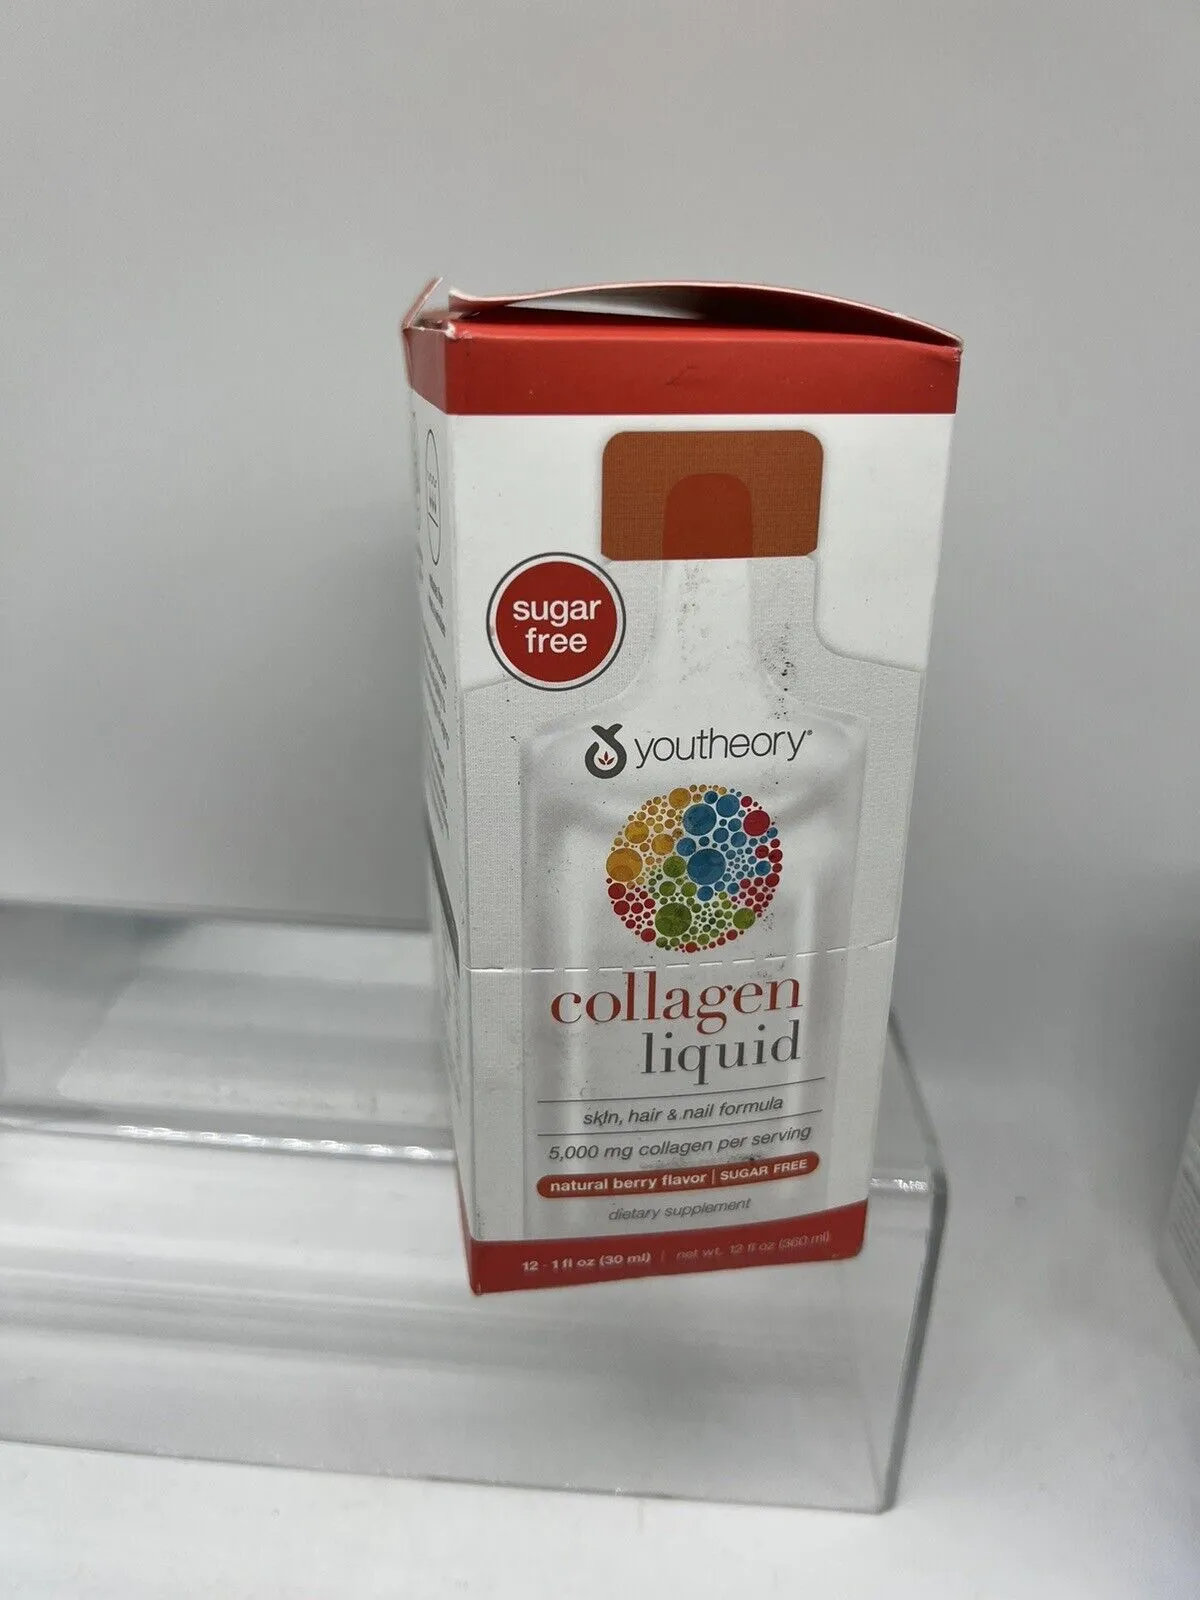 sugar
free
youtheory®
collagen
liquid
skin, hair & nail formula
5,000 mg collagen per serving
natural berry flavor | SUGAR FREE
dietary supplement
12 - 1 fl oz (30 ml) | net wt. 12 fl oz (360 ml)